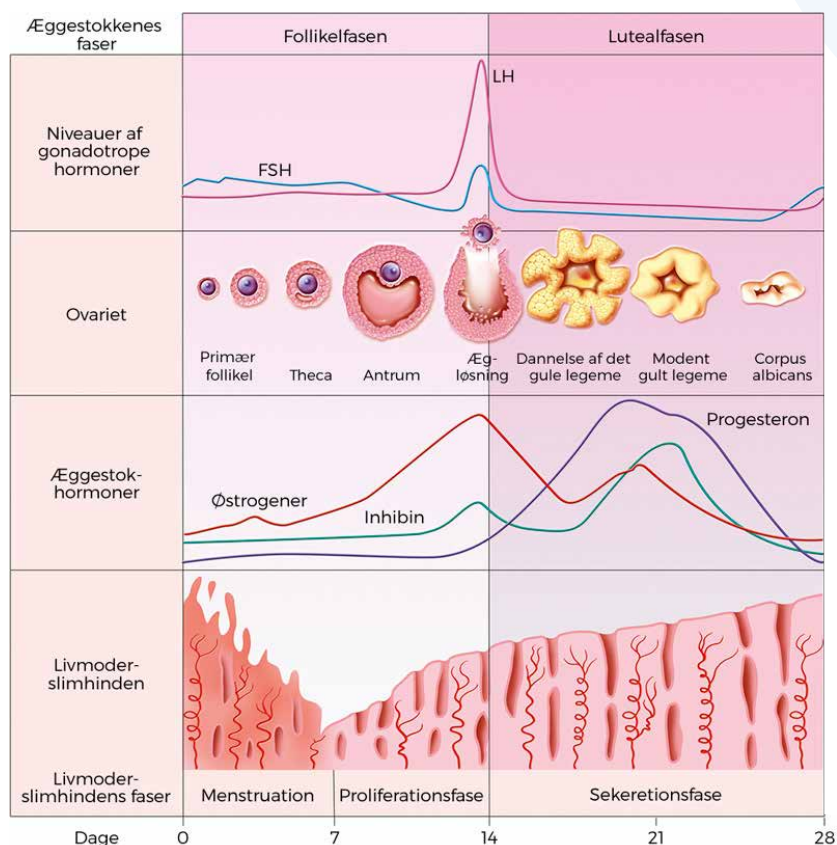 Æggestokkenes
faser
Follikelfasen
Lutealfasen
Niveauer af
gonadotrope
hormoner
FSH
LH
Ovariet
Primær
follikel
Theca
Antrum
Æg-
løsning
Dannelse af det
gule legeme
Modent
gult legeme
Corpus
albicans
Æggestok-
hormoner
Østrogener
Inhibin
Progesteron
Livmoder-
slimhinden
Livmoder-
slimhindens faser
Menstruation
Proliferationsfase
Sekeretionsfase
Dage
0
7
14
21
28